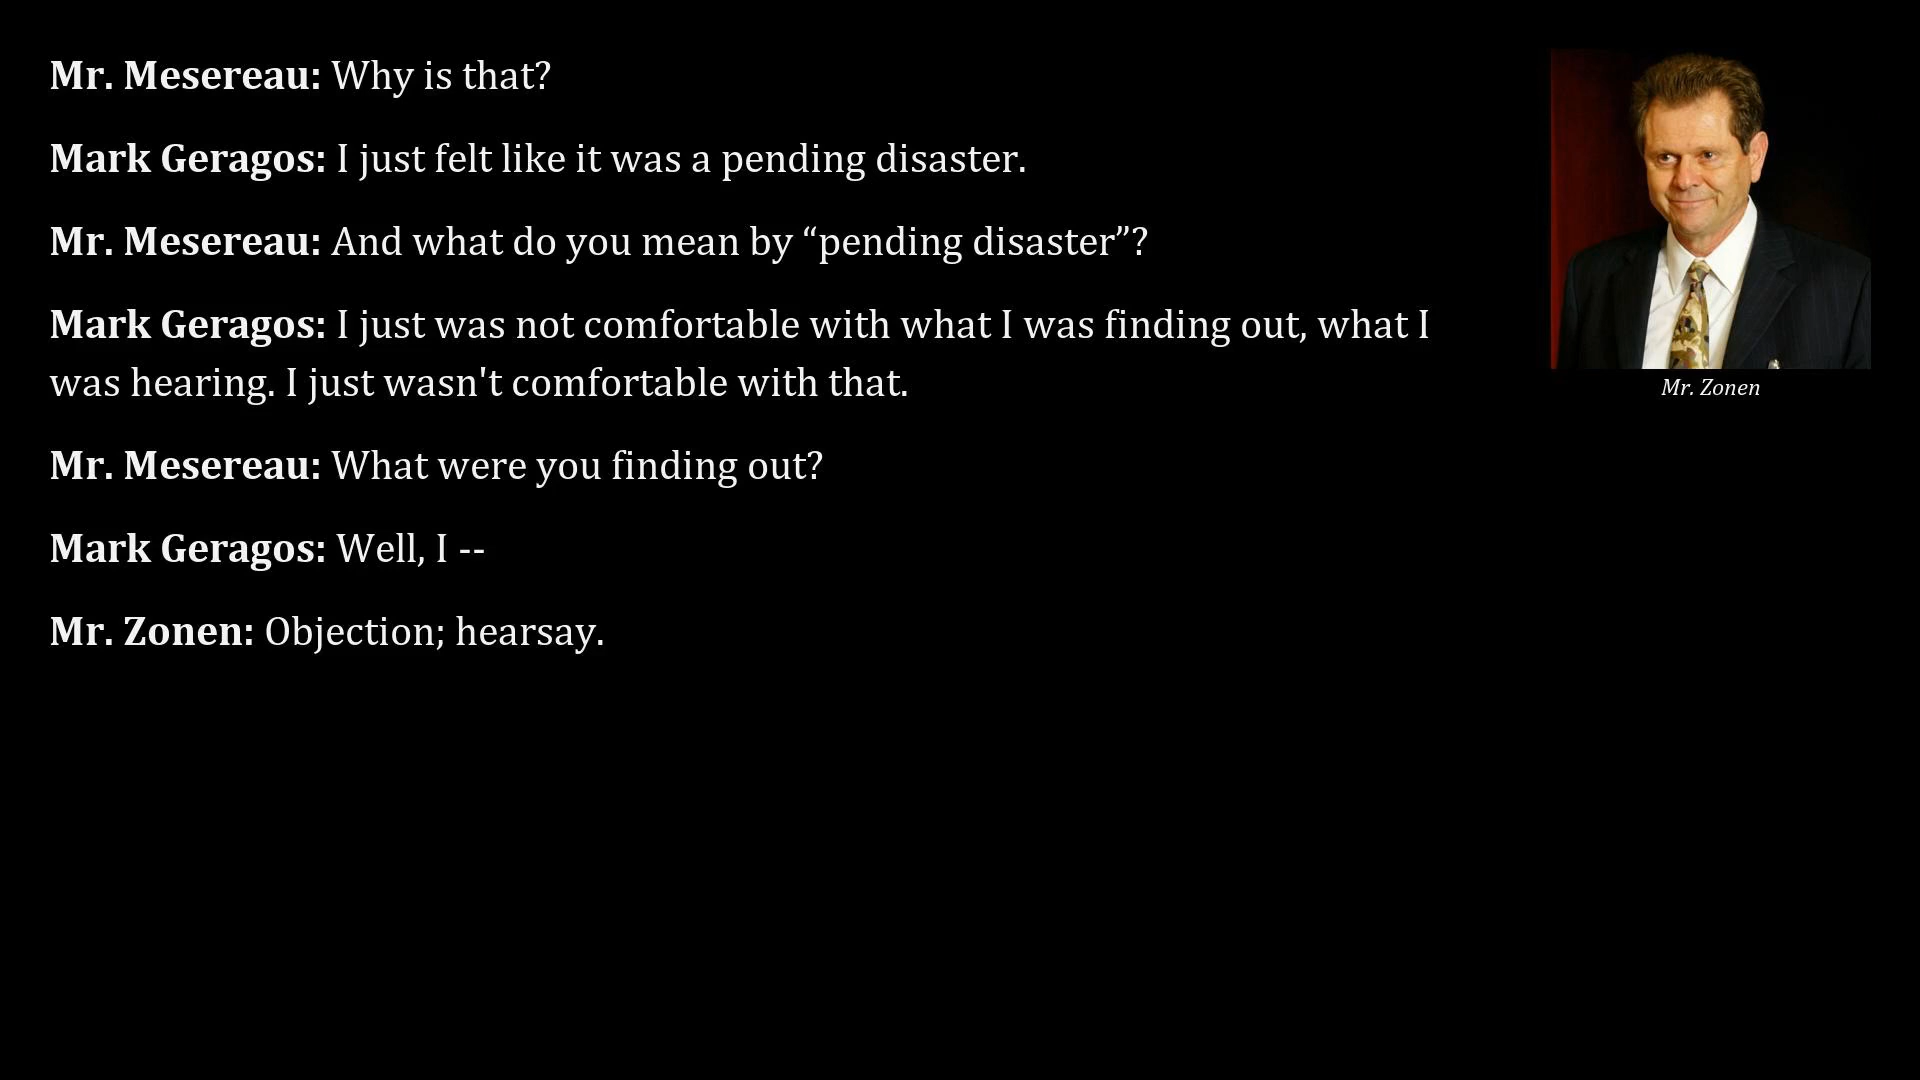 Mr. Mesereau: Why is that?
Mark Geragos: I just felt like it was a pending disaster.
Mr. Mesereau: And what do you mean by “pending disaster”?
Mark Geragos: I just was not comfortable with what I was finding out, what I
was hearing. I just wasn't comfortable with that.
Mr. Mesereau: What were you finding out?
Mark Geragos: Well, I --
Mr. Zonen: Objection; hearsay.
Mr. Zonen